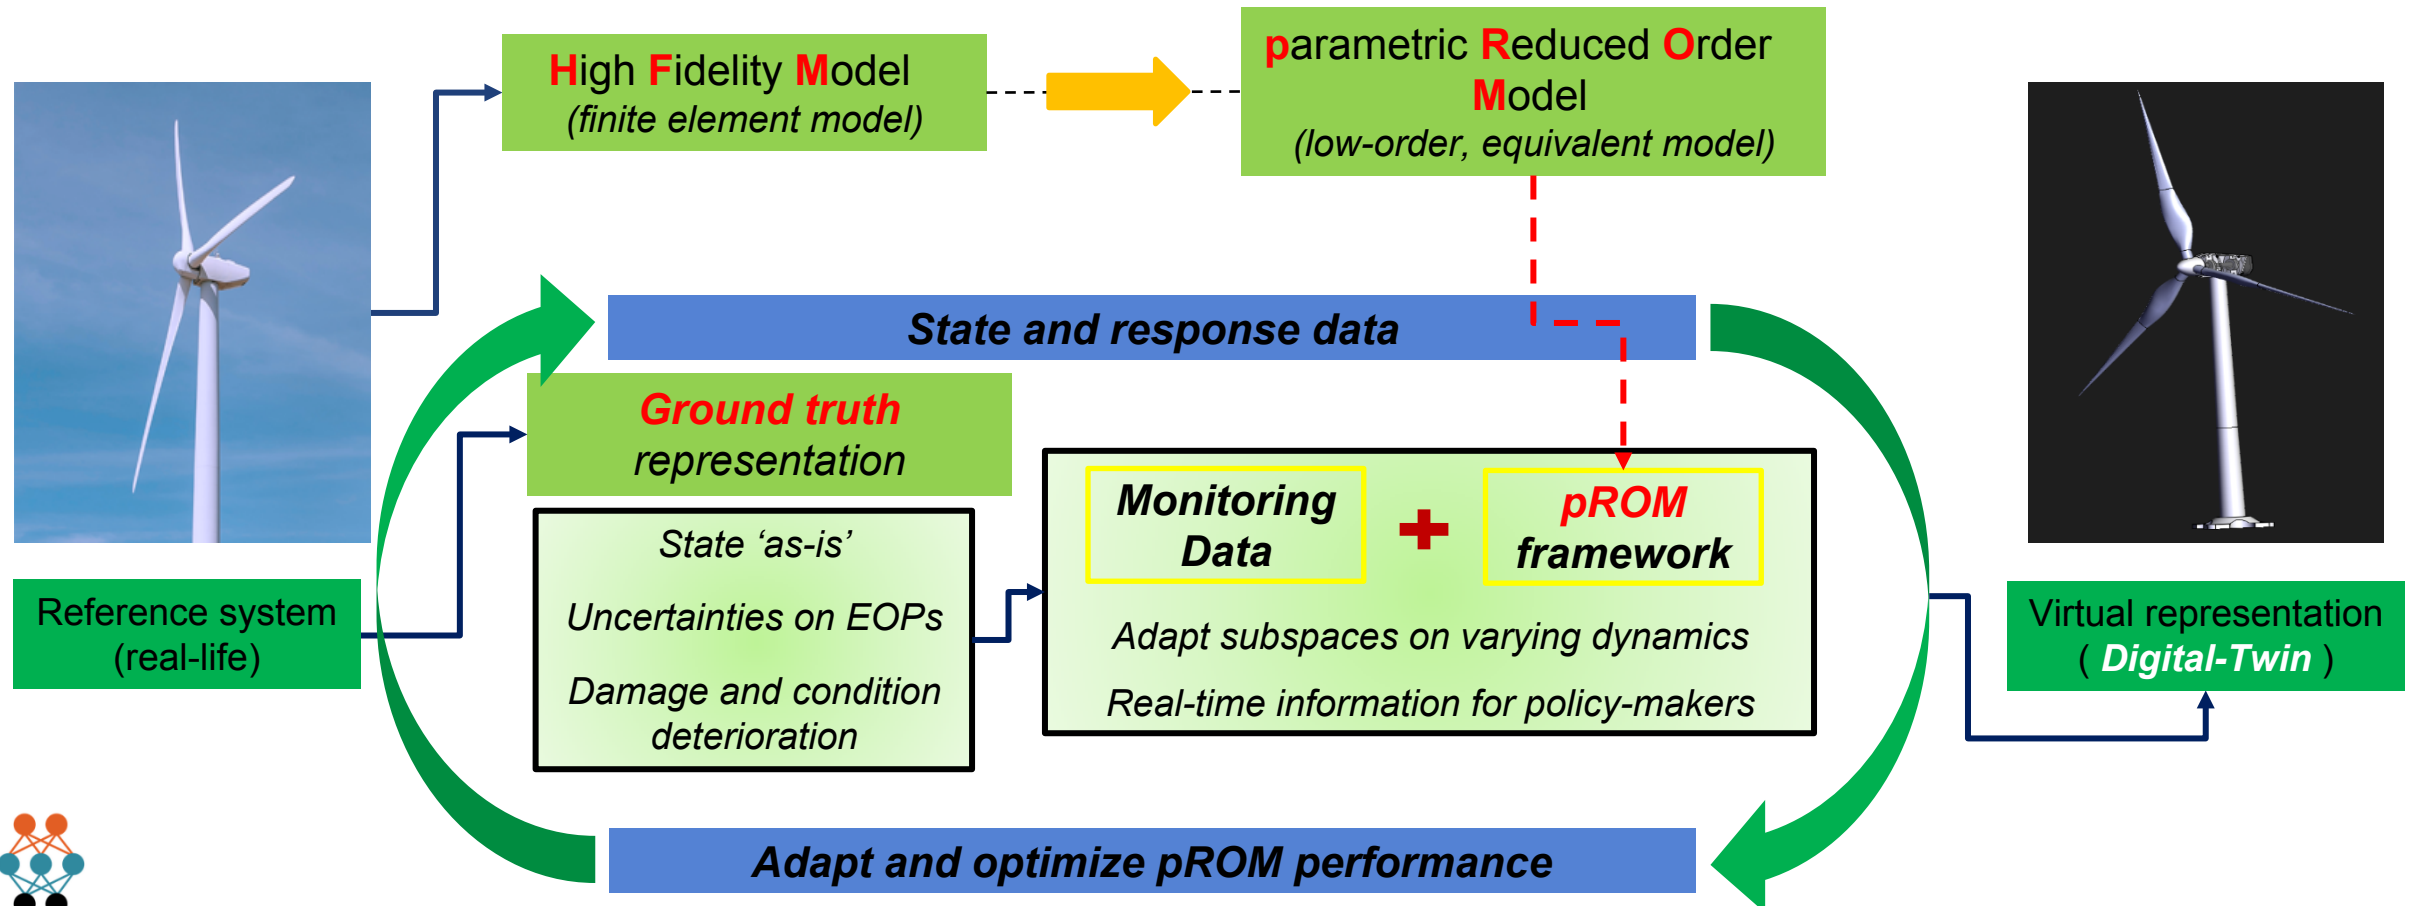 High Fidelity Model
(finite element model)
parametric Reduced Order
Model
(low-order, equivalent model)
State and response data
Ground truth
representation
State ‘as-is’
Uncertainties on EOPs
Damage and condition
deterioration
Monitoring
Data
pROM
framework
Adapt subspaces on varying dynamics
Real-time information for policy-makers
Reference system
(real-life)
Virtual representation
( Digital-Twin )
Adapt and optimize pROM performance